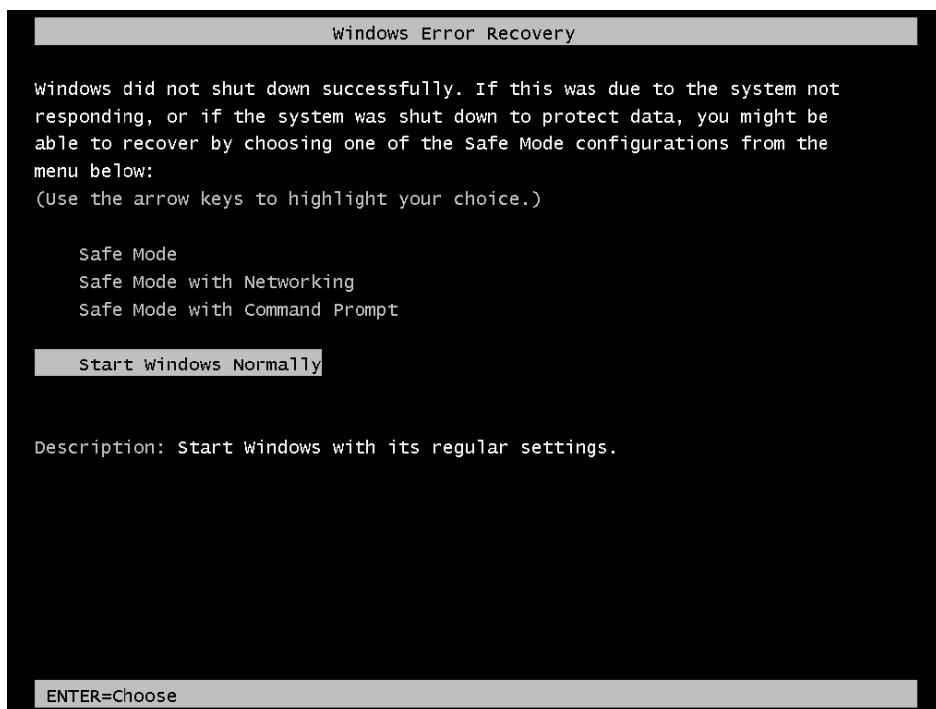 Windows Error Recovery
Windows did not shut down successfully. If this was due to the system not
responding, or if the system was shut down to protect data, you might be
able to recover by choosing one of the Safe Mode configurations from the
menu below:
(Use the arrow keys to highlight your choice.)
Safe Mode
Safe Mode with Networking
Safe Mode with Command Prompt
Start Windows Normally
Description: Start Windows with its regular settings.
ENTER=Choose